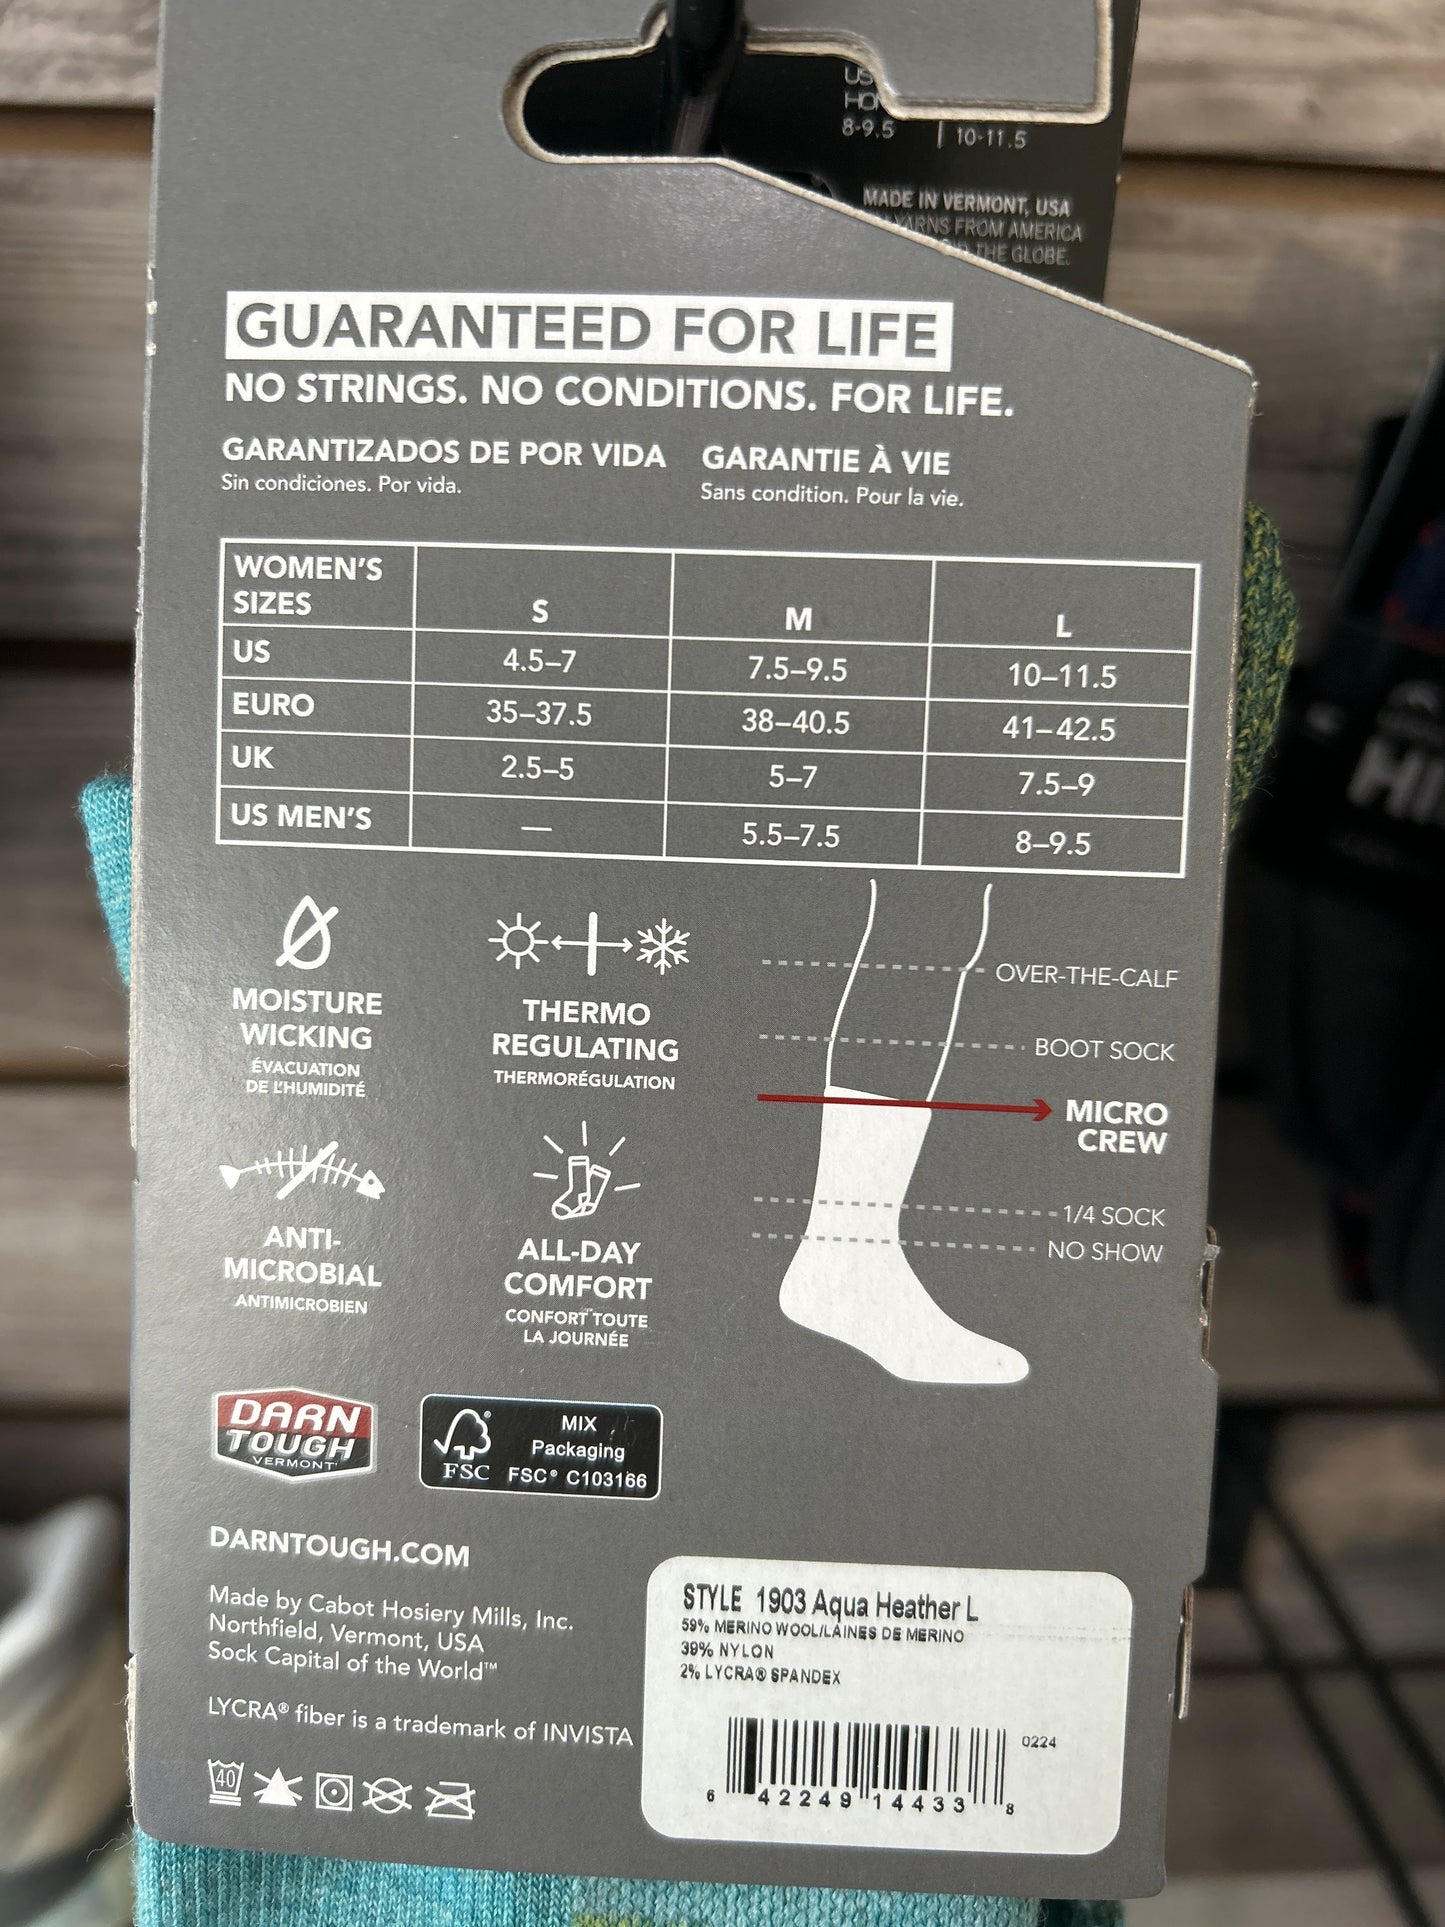 8-9.5 | 10-11.5
MADE IN VERMONT, USA
YARNS FROM AMERICA
THE GLOBE.
GUARANTEED FOR LIFE
NO STRINGS. NO CONDITIONS. FOR LIFE.
GARANTIZADOS DE POR VIDA
Sin condiciones. Por vida.
GARANTIE À VIE
Sans condition. Pour la vie.
WOMEN'S SIZES S M L
US 4.5–7 7.5–9.5 10–11.5
EURO 35–37.5 38–40.5 41–42.5
UK 2.5–5 5–7 7.5–9
US MEN'S — 5.5–7.5 8–9.5
MOISTURE
WICKING
ÉVACUATION
DE L'HUMIDITÉ
THERMO
REGULATING
THERMORÉGULATION
ANTI-
MICROBIAL
ANTIMICROBIEN
ALL-DAY
COMFORT
CONFORT TOUTE
LA JOURNÉE
OVER-THE-CALF
BOOT SOCK
MICRO
CREW
1/4 SOCK
NO SHOW
DARN
TOUGH
VERMONT
FSC
MIX
Packaging
FSC® C103166
DARNTOUGH.COM
Made by Cabot Hosiery Mills, Inc.
Northfield, Vermont, USA
Sock Capital of the World™
LYCRA® fiber is a trademark of INVISTA
40
STYLE 1903 Aqua Heather L
59% MERINO WOOL/LAINES DE MERINO
39% NYLON
2% LYCRA® SPANDEX
0224
6 42249 14433 8